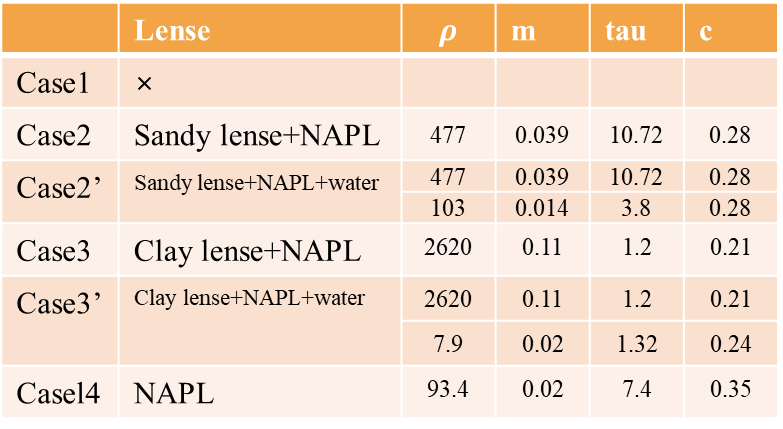 Lense ρ m tau c
Case1 ×
Case2 Sandy lense+NAPL 477 0.039 10.72 0.28
Case2’ Sandy lense+NAPL+water 477 0.039 10.72 0.28
103 0.014 3.8 0.28
Case3 Clay lense+NAPL 2620 0.11 1.2 0.21
Case3’ Clay lense+NAPL+water 2620 0.11 1.2 0.21
7.9 0.02 1.32 0.24
Casel4 NAPL 93.4 0.02 7.4 0.35